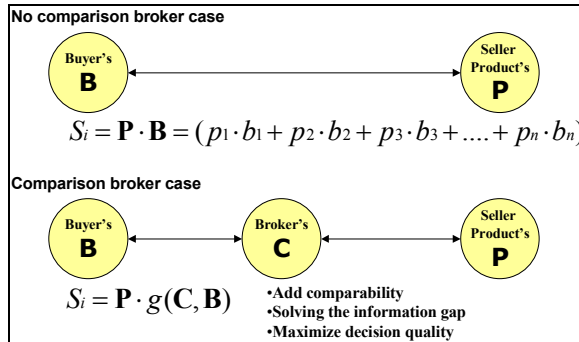 No comparison broker case
Buyer's
B
Seller
Product's
P
Sᵢ = P · B = (p₁ · b₁ + p₂ · b₂ + p₃ · b₃ + .... + pₙ · bₙ)
Comparison broker case
Buyer's
B
Broker's
C
Seller
Product's
P
Sᵢ = P · g(C, B)
•Add comparability
•Solving the information gap
•Maximize decision quality